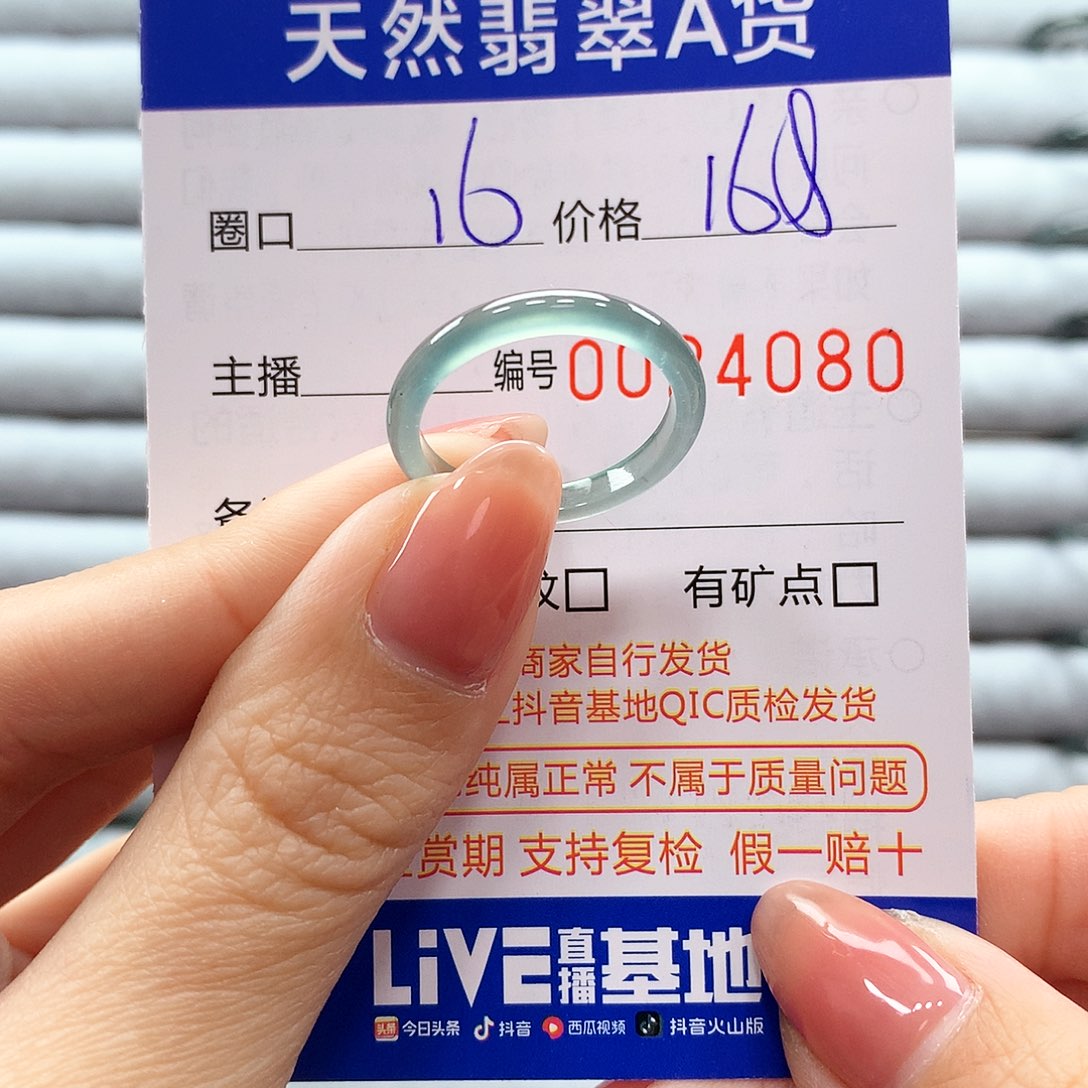 天然翡翠A货
圈口 16 价格 168
主播 编号 00 4080
有矿点
商家自行发货
抖音基地QIC质检发货
纯属正常 不属于质量问题
赏期 支持复检 假一赔十
LiVE直播基地
头条 今日头条 抖音 西瓜视频 抖音火山版